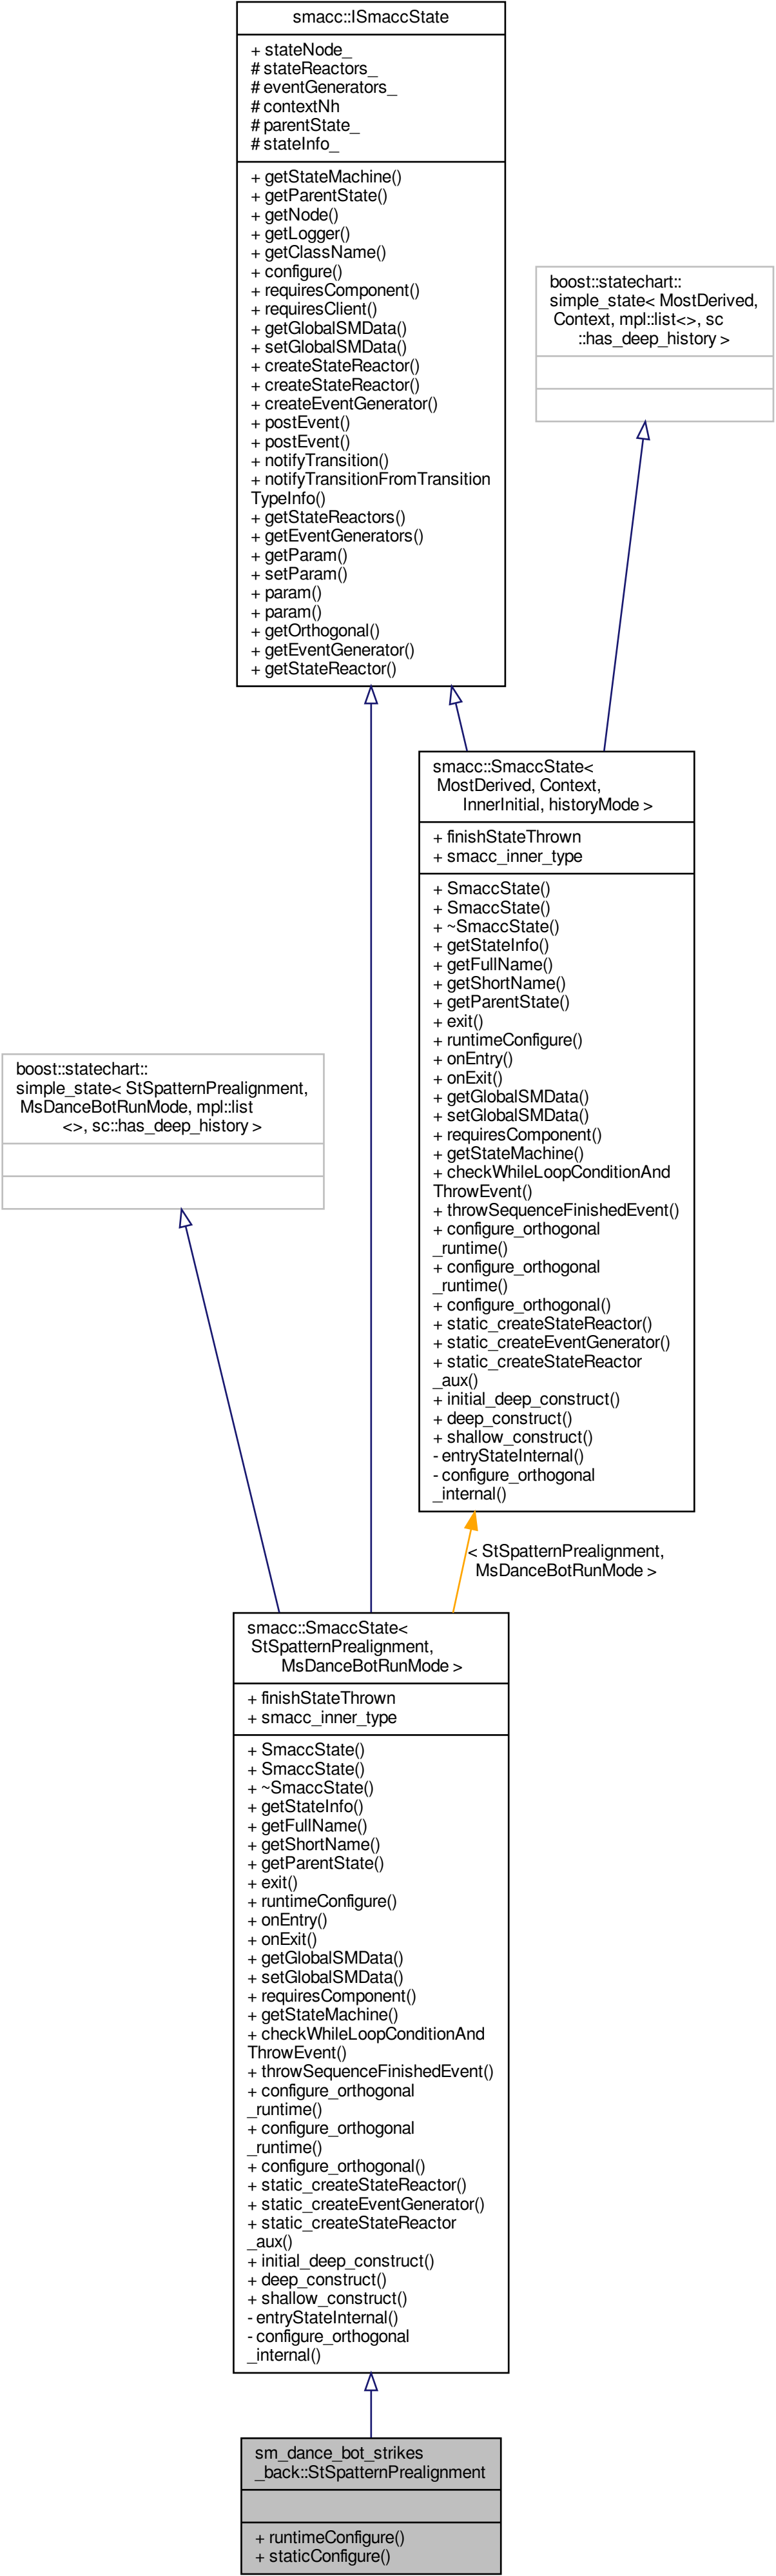 smacc::ISmaccState
+ stateNode_
# stateReactors_
# eventGenerators_
# contextNh
# parentState_
# stateInfo_
+ getStateMachine()
+ getParentState()
+ getNode()
+ getLogger()
+ getClassName()
+ configure()
+ requiresComponent()
+ requiresClient()
+ getGlobalSMData()
+ setGlobalSMData()
+ createStateReactor()
+ createStateReactor()
+ createEventGenerator()
+ postEvent()
+ postEvent()
+ notifyTransition()
+ notifyTransitionFromTransition
TypeInfo()
+ getStateReactors()
+ getEventGenerators()
+ getParam()
+ setParam()
+ param()
+ param()
+ getOrthogonal()
+ getEventGenerator()
+ getStateReactor()
boost::statechart::
simple_state< MostDerived,
Context, mpl::list<>, sc
::has_deep_history >
smacc::SmaccState<
MostDerived, Context,
InnerInitial, historyMode >
+ finishStateThrown
+ smacc_inner_type
+ SmaccState()
+ SmaccState()
+ ~SmaccState()
+ getStateInfo()
+ getFullName()
+ getShortName()
+ getParentState()
+ exit()
+ runtimeConfigure()
+ onEntry()
+ onExit()
+ getGlobalSMData()
+ setGlobalSMData()
+ requiresComponent()
+ getStateMachine()
+ checkWhileLoopConditionAnd
ThrowEvent()
+ throwSequenceFinishedEvent()
+ configure_orthogonal
_runtime()
+ configure_orthogonal
_runtime()
+ configure_orthogonal()
+ static_createStateReactor()
+ static_createEventGenerator()
+ static_createStateReactor
_aux()
+ initial_deep_construct()
+ deep_construct()
+ shallow_construct()
- entryStateInternal()
- configure_orthogonal
_internal()
boost::statechart::
simple_state< StSpatternPrealignment,
MsDanceBotRunMode, mpl::list
<>, sc::has_deep_history >
< StSpatternPrealignment,
MsDanceBotRunMode >
smacc::SmaccState<
StSpatternPrealignment,
MsDanceBotRunMode >
+ finishStateThrown
+ smacc_inner_type
+ SmaccState()
+ SmaccState()
+ ~SmaccState()
+ getStateInfo()
+ getFullName()
+ getShortName()
+ getParentState()
+ exit()
+ runtimeConfigure()
+ onEntry()
+ onExit()
+ getGlobalSMData()
+ setGlobalSMData()
+ requiresComponent()
+ getStateMachine()
+ checkWhileLoopConditionAnd
ThrowEvent()
+ throwSequenceFinishedEvent()
+ configure_orthogonal
_runtime()
+ configure_orthogonal
_runtime()
+ configure_orthogonal()
+ static_createStateReactor()
+ static_createEventGenerator()
+ static_createStateReactor
_aux()
+ initial_deep_construct()
+ deep_construct()
+ shallow_construct()
- entryStateInternal()
- configure_orthogonal
_internal()
sm_dance_bot_strikes
_back::StSpatternPrealignment
+ runtimeConfigure()
+ staticConfigure()